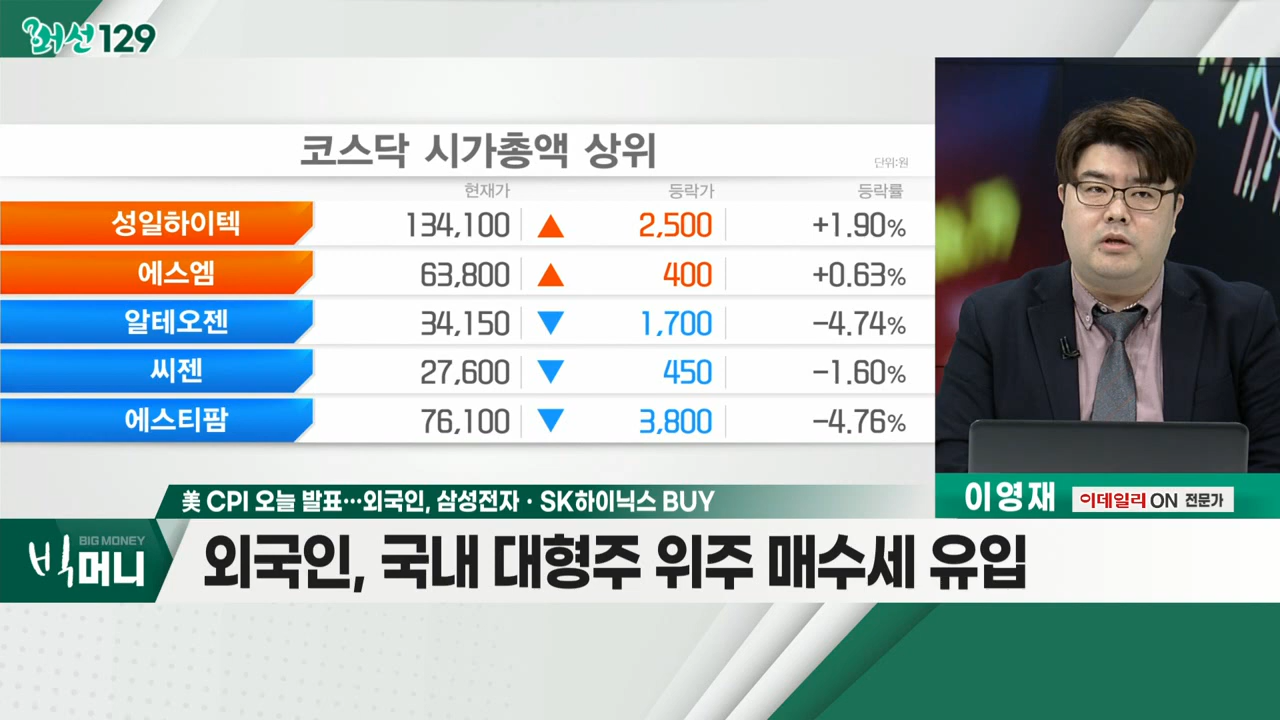 머선129
코스닥 시가총액 상위
단위:원
현재가 등락가 등락률
성일하이텍 134,100 ▲ 2,500 +1.90%
에스엠 63,800 ▲ 400 +0.63%
알테오젠 34,150 ▼ 1,700 -4.74%
씨젠 27,600 ▼ 450 -1.60%
에스티팜 76,100 ▼ 3,800 -4.76%
이영재 이데일리ON 전문가
美 CPI 오늘 발표…외국인, 삼성전자·SK하이닉스 BUY
BIG MONEY
빅머니
외국인, 국내 대형주 위주 매수세 유입